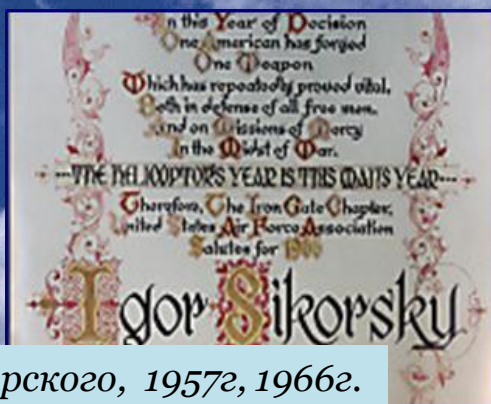 In this Year of Decision
One American has forged
One Weapon
Which has repeatedly proved vital,
Both in defense of all free men,
And on Missions of Mercy
In the Midst of War.
---THE HELICOPTOR'S YEAR IS THIS MAN'S YEAR---
Therefore, The Iron Gate Chapter,
United States Air Force Association
Salutes for 1966
Igor Sikorsky
рского, 1957г, 1966г.